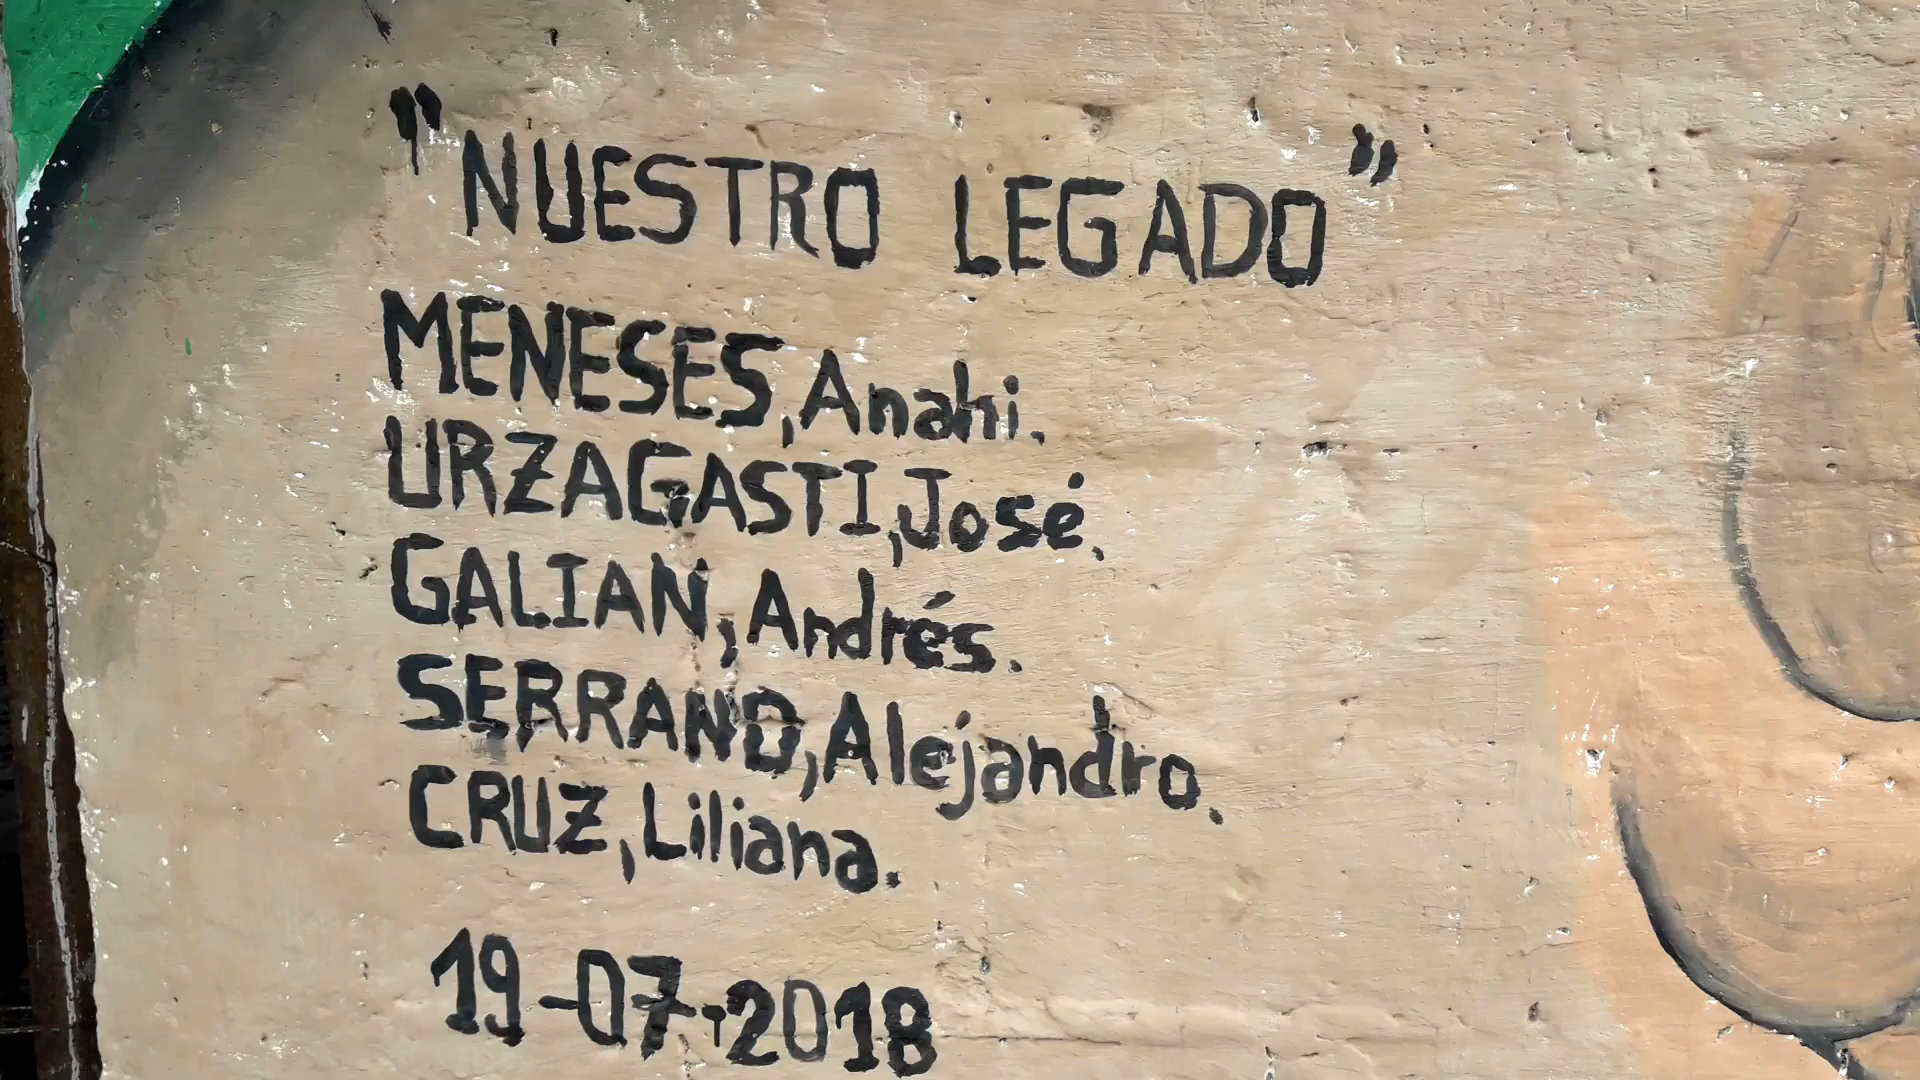 "NUESTRO LEGADO"
MENESES, Anahi.
URZAGASTI, José.
GALIAN, Andrés.
SERRANO, Alejandro.
CRUZ, Liliana.
19-07-2018